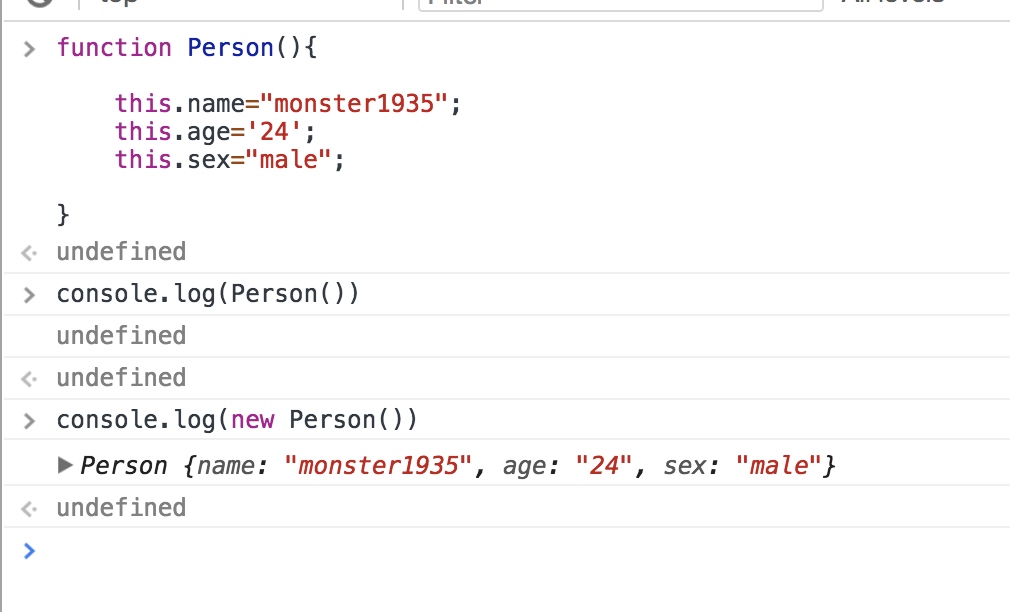 top Filter All levels
function Person(){
this.name="monster1935";
this.age='24';
this.sex="male";
}
undefined
console.log(Person())
undefined
undefined
console.log(new Person())
Person {name: "monster1935", age: "24", sex: "male"}
undefined